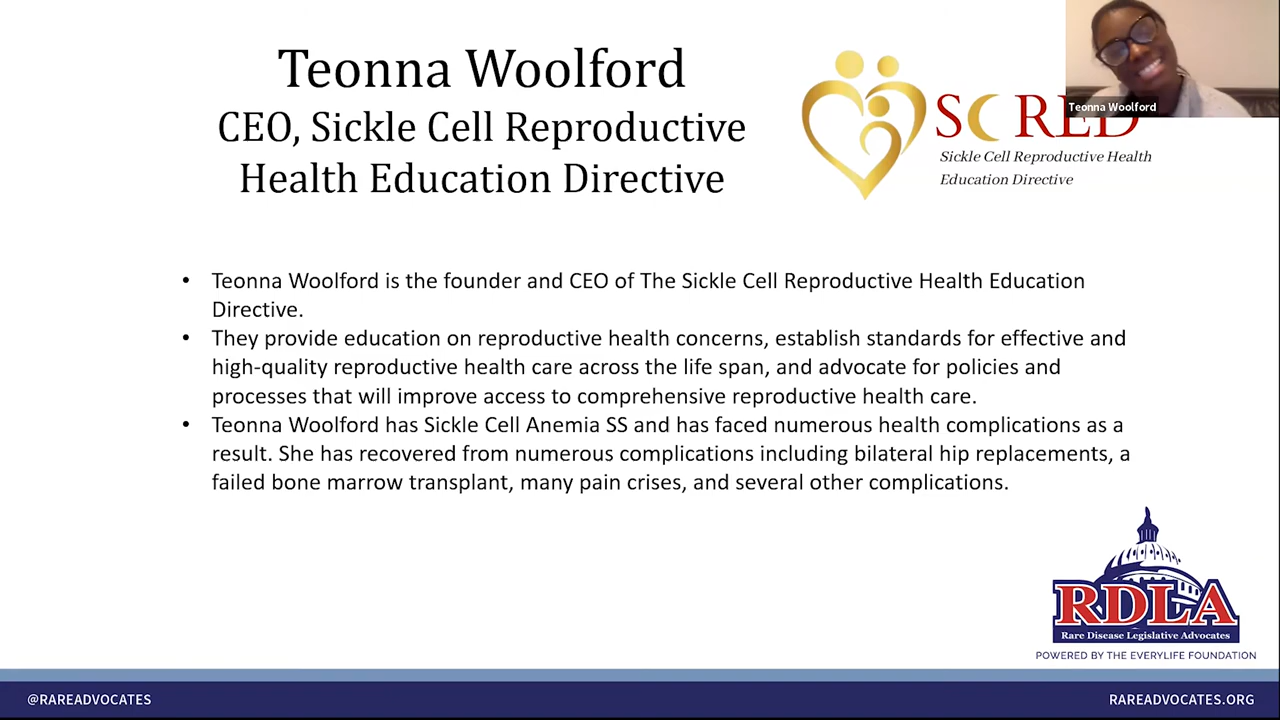 Teonna Woolford
CEO, Sickle Cell Reproductive
Health Education Directive
SC RED
Sickle Cell Reproductive Health
Education Directive
Teonna Woolford
• Teonna Woolford is the founder and CEO of The Sickle Cell Reproductive Health Education
Directive.
• They provide education on reproductive health concerns, establish standards for effective and
high-quality reproductive health care across the life span, and advocate for policies and
processes that will improve access to comprehensive reproductive health care.
• Teonna Woolford has Sickle Cell Anemia SS and has faced numerous health complications as a
result. She has recovered from numerous complications including bilateral hip replacements, a
failed bone marrow transplant, many pain crises, and several other complications.
RDLA
Rare Disease Legislative Advocates
POWERED BY THE EVERYLIFE FOUNDATION
@RAREADVOCATES
RAREADVOCATES.ORG